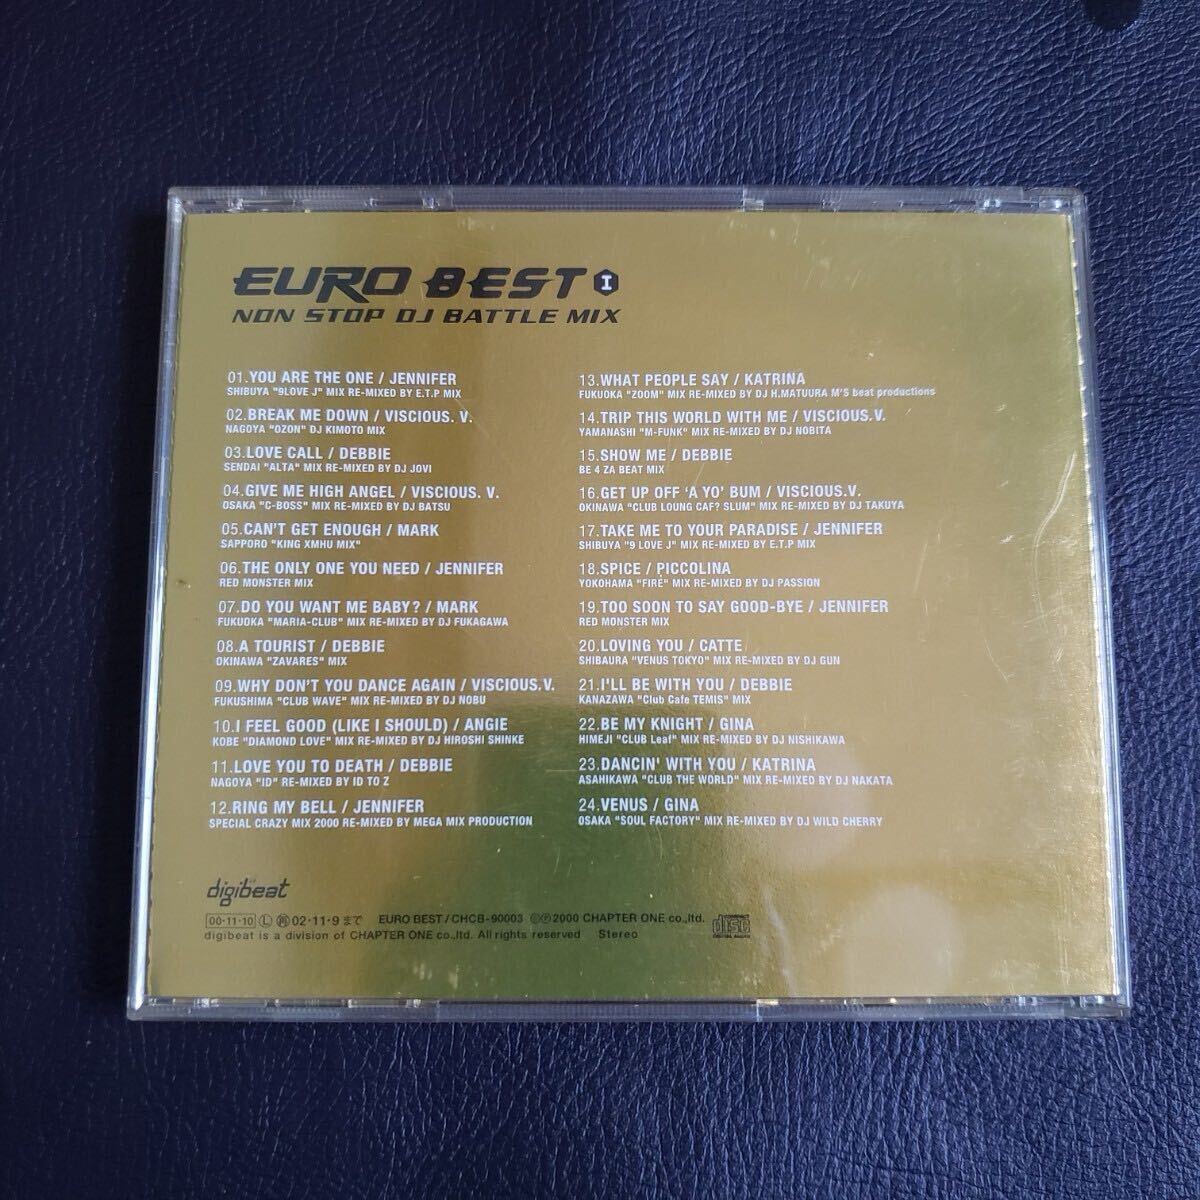 EURO BEST I
NON STOP DJ BATTLE MIX
01.YOU ARE THE ONE / JENNIFER
SHIBUYA "9LOVE J" MIX RE-MIXED BY E.T.P MIX
02.BREAK ME DOWN / VISCIOUS. V.
NAGOYA "OZON" DJ KIMOTO MIX
03.LOVE CALL / DEBBIE
SENDAI "ALTA" MIX RE-MIXED BY DJ JOVI
04.GIVE ME HIGH ANGEL / VISCIOUS. V.
OSAKA "C-BOSS" MIX RE-MIXED BY DJ BATSU
05.CAN'T GET ENOUGH / MARK
SAPPORO "KING XMHU MIX"
06.THE ONLY ONE YOU NEED / JENNIFER
RED MONSTER MIX
07.DO YOU WANT ME BABY? / MARK
FUKUOKA "MARIA-CLUB" MIX RE-MIXED BY DJ FUKAGAWA
08.A TOURIST / DEBBIE
OKINAWA "ZAVARES" MIX
09.WHY DON'T YOU DANCE AGAIN / VISCIOUS.V.
FUKUSHIMA "CLUB WAVE" MIX RE-MIXED BY DJ NOBU
10.I FEEL GOOD (LIKE I SHOULD) / ANGIE
KOBE "DIAMOND LOVE" MIX RE-MIXED BY DJ HIROSHI SHINKE
11.LOVE YOU TO DEATH / DEBBIE
NAGOYA "ID" RE-MIXED BY ID TO Z
12.RING MY BELL / JENNIFER
SPECIAL CRAZY MIX 2000 RE-MIXED BY MEGA MIX PRODUCTION
13.WHAT PEOPLE SAY / KATRINA
FUKUOKA "ZOOM" MIX RE-MIXED BY DJ H.MATUURA M'S beat productions
14.TRIP THIS WORLD WITH ME / VISCIOUS.V.
YAMANASHI "M-FUNK" MIX RE-MIXED BY DJ NOBITA
15.SHOW ME / DEBBIE
BE 4 ZA BEAT MIX
16.GET UP OFF 'A YO' BUM / VISCIOUS.V.
OKINAWA "CLUB LOUNG CAF? SLUM" MIX RE-MIXED BY DJ TAKUYA
17.TAKE ME TO YOUR PARADISE / JENNIFER
SHIBUYA "9 LOVE J" MIX RE-MIXED BY E.T.P MIX
18.SPICE / PICCOLINA
YOKOHAMA "FIRE" MIX RE-MIXED BY DJ PASSION
19.TOO SOON TO SAY GOOD-BYE / JENNIFER
RED MONSTER MIX
20.LOVING YOU / CATTE
SHIBAURA "VENUS TOKYO" MIX RE-MIXED BY DJ GUN
21.I'LL BE WITH YOU / DEBBIE
KANAZAWA "Club Cafe TEMIS" MIX
22.BE MY KNIGHT / GINA
HIMEJI "CLUB Leaf" MIX RE-MIXED BY DJ NISHIKAWA
23.DANCIN' WITH YOU / KATRINA
ASAHIKAWA "CLUB THE WORLD" MIX RE-MIXED BY DJ NAKATA
24.VENUS / GINA
OSAKA "SOUL FACTORY" MIX RE-MIXED BY DJ WILD CHERRY
digibeat
00・11・10 Ⓛ ㊐02・11・9まで EURO BEST / CHCB-90003 ©℗2000 CHAPTER ONE co.,ltd.
digibeat is a division of CHAPTER ONE co.,ltd. All rights reserved Stereo
COMPACT disc DIGITAL AUDIO